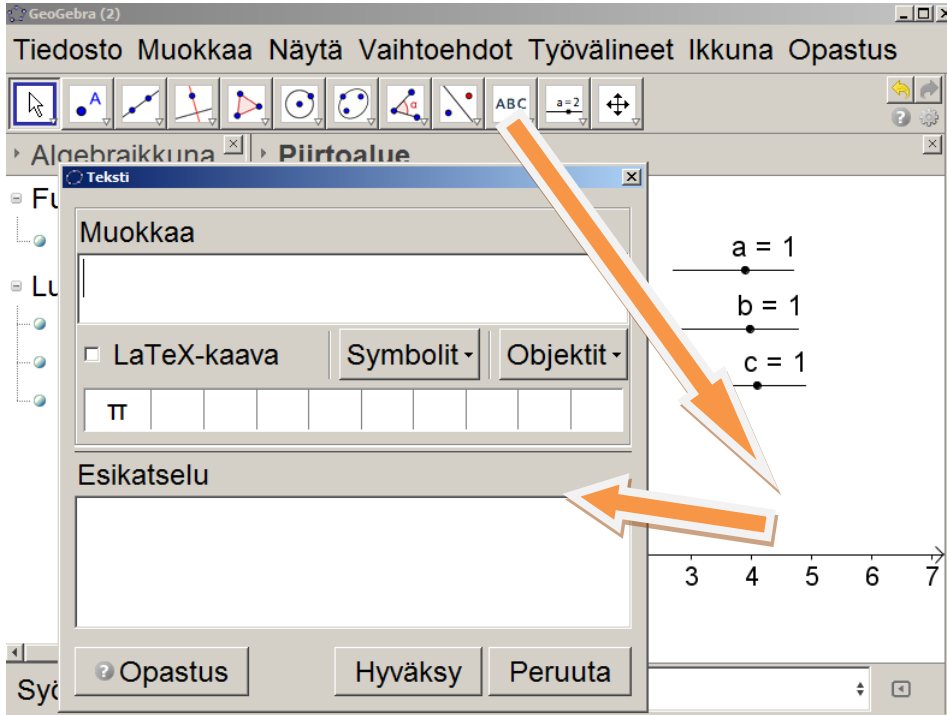 GeoGebra (2)
Tiedosto Muokkaa Näytä Vaihtoehdot Työvälineet Ikkuna Opastus
A α ABC a=2
Algebraikkuna Piirtoalue
Teksti
Fu
Muokkaa
a = 1
Lu
b = 1
LaTeX-kaava Symbolit Objektit
c = 1
π
Esikatselu
3 4 5 6 7
Opastus Hyväksy Peruuta
Syö